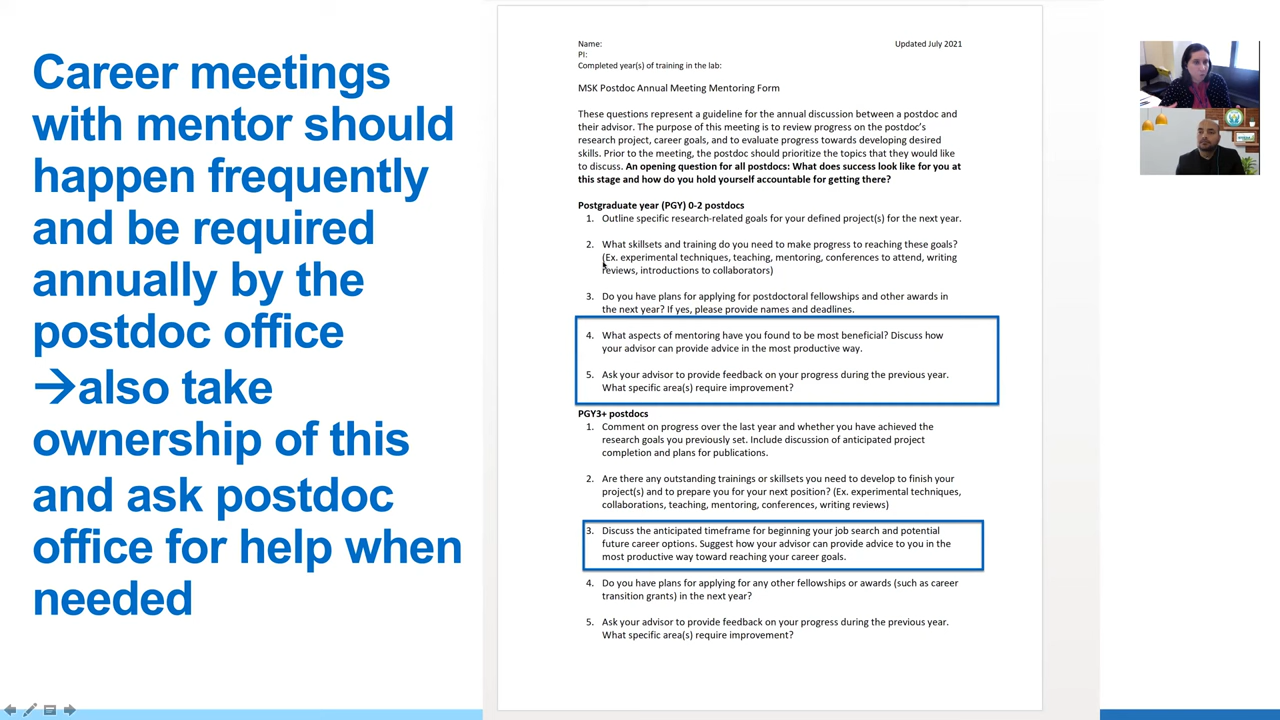 Career meetings
with mentor should
happen frequently
and be required
annually by the
postdoc office
→also take
ownership of this
and ask postdoc
office for help when
needed
Name:
Updated July 2021
PI:
Completed year(s) of training in the lab:
MSK Postdoc Annual Meeting Mentoring Form
These questions represent a guideline for the annual discussion between a postdoc and
their advisor. The purpose of this meeting is to review progress on the postdoc's
research project, career goals, and to evaluate progress towards developing desired
skills. Prior to the meeting, the postdoc should prioritize the topics that they would like
to discuss. An opening question for all postdocs: What does success look like for you at
this stage and how do you hold yourself accountable for getting there?
Postgraduate year (PGY) 0-2 postdocs
1. Outline specific research-related goals for your defined project(s) for the next year.
2. What skillsets and training do you need to make progress to reaching these goals?
(Ex. experimental techniques, teaching, mentoring, conferences to attend, writing
reviews, introductions to collaborators)
3. Do you have plans for applying for postdoctoral fellowships and other awards in
the next year? If yes, please provide names and deadlines.
4. What aspects of mentoring have you found to be most beneficial? Discuss how
your advisor can provide advice in the most productive way.
5. Ask your advisor to provide feedback on your progress during the previous year.
What specific area(s) require improvement?
PGY3+ postdocs
1. Comment on progress over the last year and whether you have achieved the
research goals you previously set. Include discussion of anticipated project
completion and plans for publications.
2. Are there any outstanding trainings or skillsets you need to develop to finish your
project(s) and to prepare you for your next position? (Ex. experimental techniques,
collaborations, teaching, mentoring, conferences, writing reviews)
3. Discuss the anticipated timeframe for beginning your job search and potential
future career options. Suggest how your advisor can provide advice to you in the
most productive way toward reaching your career goals.
4. Do you have plans for applying for any other fellowships or awards (such as career
transition grants) in the next year?
5. Ask your advisor to provide feedback on your progress during the previous year.
What specific area(s) require improvement?